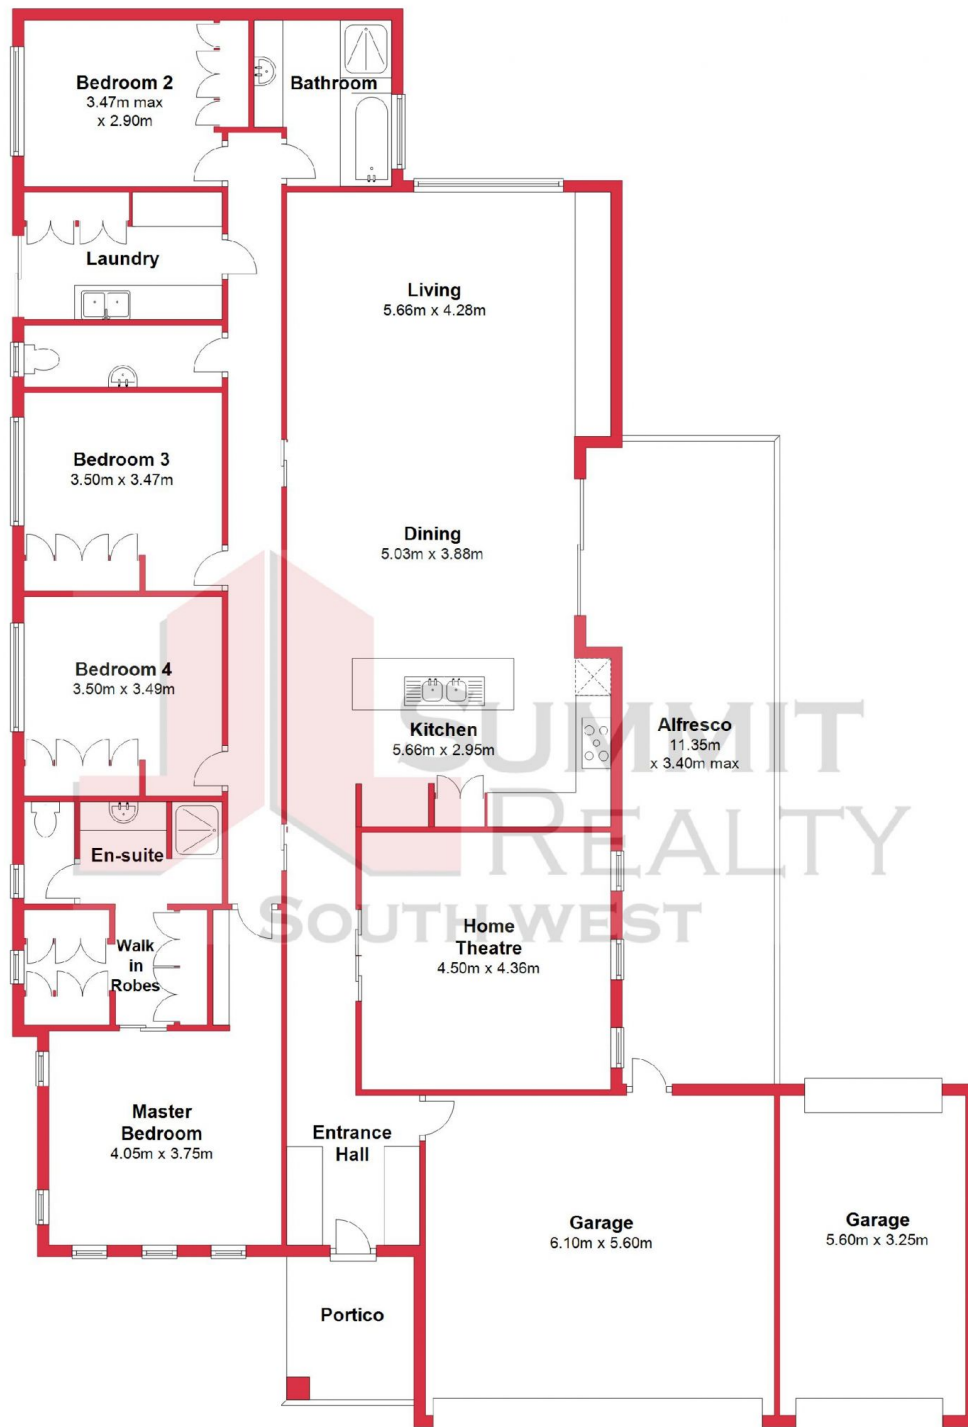 Bedroom 2
3.47m max
x 2.90m
Bathroom
Laundry
Living
5.66m x 4.28m
Bedroom 3
3.50m x 3.47m
Dining
5.03m x 3.88m
Bedroom 4
3.50m x 3.49m
Kitchen
5.66m x 2.95m
Alfresco
11.35m
x 3.40m max
SUMMIT
REALTY
SOUTH WEST
En-suite
Walk
in
Robes
Home
Theatre
4.50m x 4.36m
Master
Bedroom
4.05m x 3.75m
Entrance
Hall
Garage
6.10m x 5.60m
Garage
5.60m x 3.25m
Portico